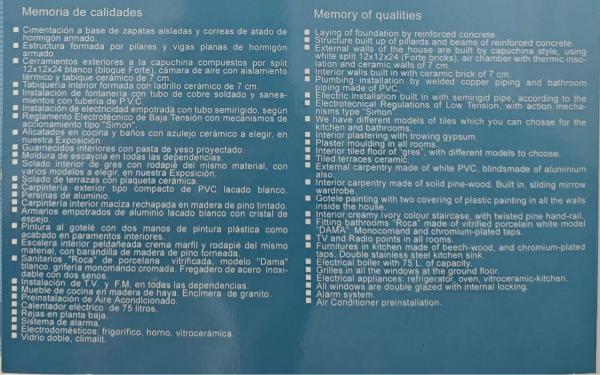 Memoria de calidades
Cimentación a base de zapatas aisladas y correas de atado de
hormigón armado.
Estructura formada por pilares y vigas planas de hormigón
armado.
Cerramientos exteriores a la capuchina compuestos por split
12x12x24 blanco (bloque Forte), cámara de aire con aislamiento
térmico y tabique cerámico de 7 cm.
Tabiquería interior formada con ladrillo cerámico de 7 cm.
Instalación de fontanería con tubo de cobre soldado y sanea-
mientos con tubería de P.V.C.
Instalación de electricidad empotrada con tubo semirigido, según
Reglamento Electrotécnico de Baja Tensión con mecanismos de
accionamiento tipo "Simón".
Alicatados en cocina y baños con azulejo cerámico a elegir, en
nuestra Exposición.
Guarnecidos interiores con pasta de yeso proyectado.
Moldura de escayola en todas las dependencias.
Solado interior de gres con rodapié del mismo material, con
varios modelos a elegir, en nuestra Exposición.
Solado de terrazas con plaqueta cerámica.
Carpintería exterior tipo compacto de PVC lacado blanco.
Persinas de aluminio.
Carpintería interior maciza rechapada en madera de pino tintado.
Armarios empotrados de aluminio lacado blanco con cristal de
espejo.
Pintura al gotelé con dos manos de pintura plástica como
acabado en paramentos interiores.
Escalera interior peldañeada crema marfil y rodapié del mismo
material, con barandilla de madera de pino torneada.
Sanitarios "Roca" de porcelana vitrificada, modelo "Dama"
blanco, grifería monomando cromada. Fregadero de acero inoxi-
dable con dos senos.
Instalación de T.V. y F.M. en todas las dependencias.
Mueble de cocina en madera de haya. Encimera de granito.
Preinstalación de Aire Acondicionado.
Calentador eléctrico de 75 litros.
Rejas en planta baja.
Sistema de alarma.
Electrodomésticos: frigorífico, horno, vitrocerámica.
Vidrio doble, climalit.
Memory of qualities
Laying of foundation by reinforced concrete.
Structure built up of pillards and beams of reinforced concrete.
External walls of the house are built by capuchina style, using
white split 12x12x24 (Forte bricks), air chamber with thermic inso-
lation and ceramic walls of 7 cm.
Interior walls built in with ceramic brick of 7 cm.
Plumbing installation by welded copper piping and bathroom
piping made of PVC.
Ellectric installation built in with semirigid pipe, according to the
Electrotecnical Regulations of Low Tension, with action mecha-
nisms type "Simon".
We have different models of tiles which you can chosse for the
kitchen and bathrooms.
Interior plastering with trowing gypsum.
Plaster moulding in all rooms.
Interior tiled floor of "gres", with different models to choose.
Tiled terraces ceramic.
External carpentry made of white PVC, blindsmade of aluminium
also.
Interior carpentry made of solid pine-wood. Built in, sliding mirrow
wardrobe.
Gotele painting with two covering of plastic painting in all the walls
inside the house.
Interior creamy ivory colour staircase, with twisted pine hand-rail.
Fitting bathrooms "Roca" made of vitrified porcelain white model
"DAMA". Monocomand and chromium-plated taps.
TV and Radio points in all rooms.
Furnitures in kitchen made of beech-wood, and chromium-plated
taps. Double stainless steel kitchen sink.
Electrical boiler with 75 L. of capacity.
Grilles in all the windows at the ground floor.
Electrical appliances: refrigerator, oven, vitroceramic-kitchen.
All windows are double glazed with internal locking.
Alarm system.
Air Conditioner preinstallation.